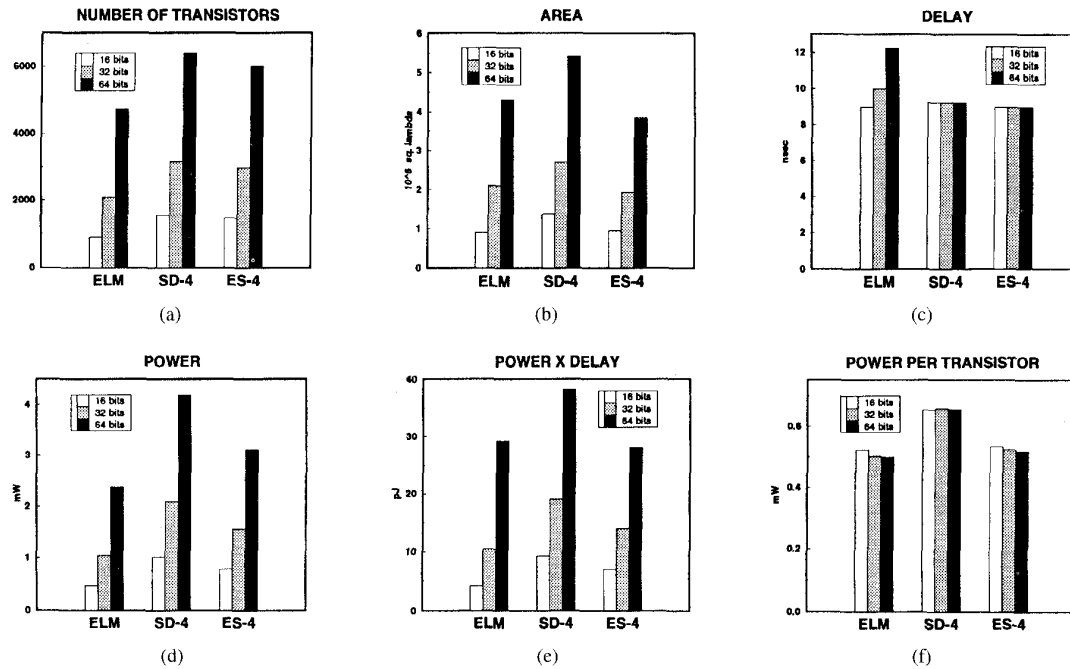 NUMBER OF TRANSISTORS
16 bits
32 bits
64 bits
6000
4000
2000
0
ELM SD-4 ES-4
(a)
AREA
16 bits
32 bits
64 bits
6
5
4
3
2
1
0
10^5 sq. lambda
ELM SD-4 ES-4
(b)
DELAY
16 bits
32 bits
64 bits
12
10
8
6
4
2
0
nsec
ELM SD-4 ES-4
(c)
POWER
16 bits
32 bits
64 bits
4
3
2
1
0
mW
ELM SD-4 ES-4
(d)
POWER X DELAY
16 bits
32 bits
64 bits
60
30
20
10
0
pJ
ELM SD-4 ES-4
(e)
POWER PER TRANSISTOR
16 bits
32 bits
64 bits
0.6
0.4
0.2
0.0
mW
ELM SD-4 ES-4
(f)